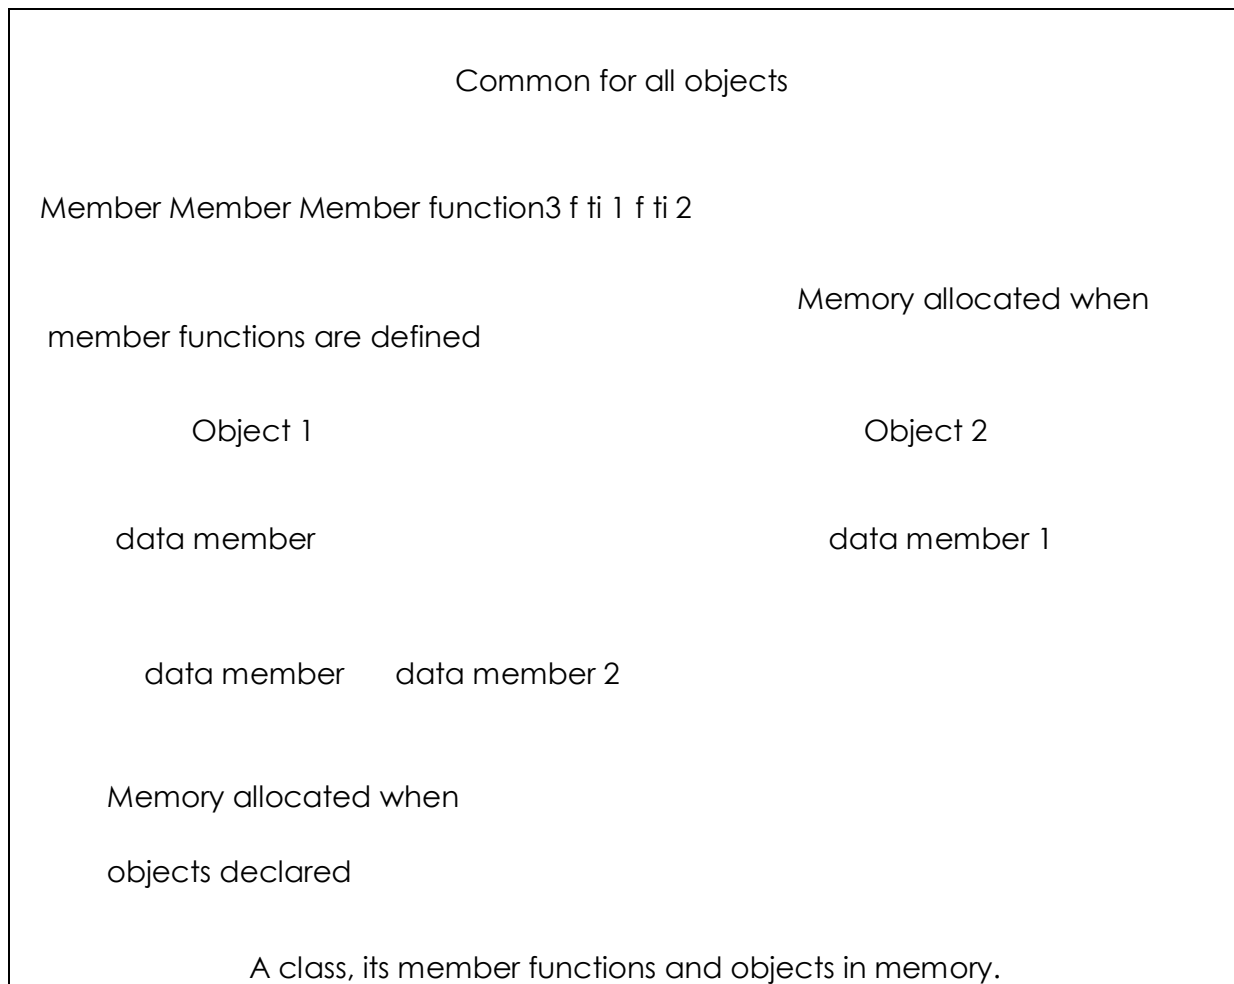 Common for all objects
Member Member Member function3 f ti 1 f ti 2
Memory allocated when
member functions are defined
Object 1 Object 2
data member data member 1
data member data member 2
Memory allocated when
objects declared
A class, its member functions and objects in memory.